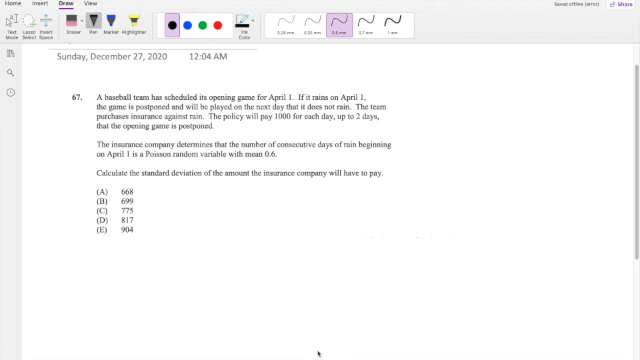 Home Insert Draw View Saved offline (error) Share
Text Mode Lasso Select Insert Space Eraser Pen Marker Highlighter Ink Color 0.25 mm 0.35 mm 0.5 mm 0.7 mm 1 mm
Sunday, December 27, 2020 12:04 AM
67. A baseball team has scheduled its opening game for April 1. If it rains on April 1,
the game is postponed and will be played on the next day that it does not rain. The team
purchases insurance against rain. The policy will pay 1000 for each day, up to 2 days,
that the opening game is postponed.
The insurance company determines that the number of consecutive days of rain beginning
on April 1 is a Poisson random variable with mean 0.6.
Calculate the standard deviation of the amount the insurance company will have to pay.
(A) 668
(B) 699
(C) 775
(D) 817
(E) 904